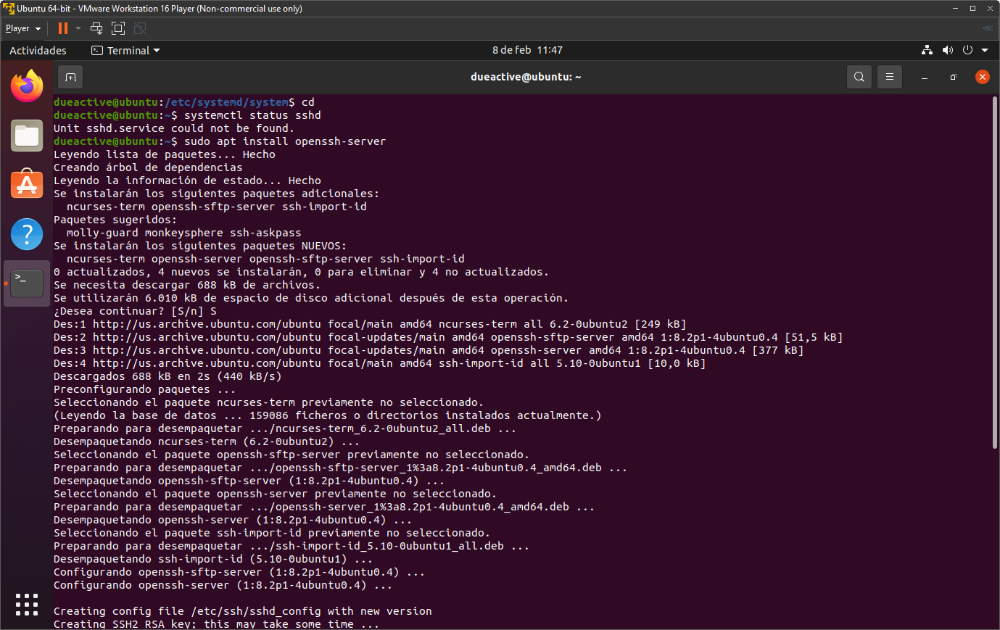 Ubuntu 64-bit - VMware Workstation 16 Player (Non-commercial use only)
Player
Actividades
Terminal
8 de feb 11:47
dueactive@ubuntu: ~
dueactive@ubuntu:/etc/systemd/system$ cd
dueactive@ubuntu:~$ systemctl status sshd
Unit sshd.service could not be found.
dueactive@ubuntu:~$ sudo apt install openssh-server
Leyendo lista de paquetes... Hecho
Creando árbol de dependencias
Leyendo la información de estado... Hecho
Se instalarán los siguientes paquetes adicionales:
  ncurses-term openssh-sftp-server ssh-import-id
Paquetes sugeridos:
  molly-guard monkeysphere ssh-askpass
Se instalarán los siguientes paquetes NUEVOS:
  ncurses-term openssh-server openssh-sftp-server ssh-import-id
0 actualizados, 4 nuevos se instalarán, 0 para eliminar y 4 no actualizados.
Se necesita descargar 688 kB de archivos.
Se utilizarán 6.010 kB de espacio de disco adicional después de esta operación.
¿Desea continuar? [S/n] S
Des:1 http://us.archive.ubuntu.com/ubuntu focal/main amd64 ncurses-term all 6.2-0ubuntu2 [249 kB]
Des:2 http://us.archive.ubuntu.com/ubuntu focal-updates/main amd64 openssh-sftp-server amd64 1:8.2p1-4ubuntu0.4 [51,5 kB]
Des:3 http://us.archive.ubuntu.com/ubuntu focal-updates/main amd64 openssh-server amd64 1:8.2p1-4ubuntu0.4 [377 kB]
Des:4 http://us.archive.ubuntu.com/ubuntu focal/main amd64 ssh-import-id all 5.10-0ubuntu1 [10,0 kB]
Descargados 688 kB en 2s (440 kB/s)
Preconfigurando paquetes ...
Seleccionando el paquete ncurses-term previamente no seleccionado.
(Leyendo la base de datos ... 159086 ficheros o directorios instalados actualmente.)
Preparando para desempaquetar .../ncurses-term_6.2-0ubuntu2_all.deb ...
Desempaquetando ncurses-term (6.2-0ubuntu2) ...
Seleccionando el paquete openssh-sftp-server previamente no seleccionado.
Preparando para desempaquetar .../openssh-sftp-server_1%3a8.2p1-4ubuntu0.4_amd64.deb ...
Desempaquetando openssh-sftp-server (1:8.2p1-4ubuntu0.4) ...
Seleccionando el paquete openssh-server previamente no seleccionado.
Preparando para desempaquetar .../openssh-server_1%3a8.2p1-4ubuntu0.4_amd64.deb ...
Desempaquetando openssh-server (1:8.2p1-4ubuntu0.4) ...
Seleccionando el paquete ssh-import-id previamente no seleccionado.
Preparando para desempaquetar .../ssh-import-id_5.10-0ubuntu1_all.deb ...
Desempaquetando ssh-import-id (5.10-0ubuntu1) ...
Configurando openssh-sftp-server (1:8.2p1-4ubuntu0.4) ...
Configurando openssh-server (1:8.2p1-4ubuntu0.4) ...
Creating config file /etc/ssh/sshd_config with new version
Creating SSH2 RSA key; this may take some time ...